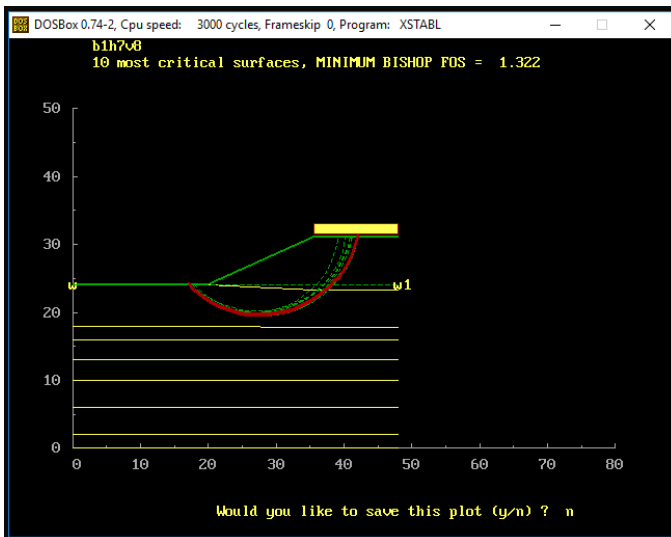 DOSBox 0.74-2, Cpu speed: 3000 cycles, Frameskip 0, Program: XSTABL
b1h7v8
10 most critical surfaces, MINIMUM BISHOP FOS = 1.322
50
40
30
w w1
20
10
0
0 10 20 30 40 50 60 70 80
Would you like to save this plot (y/n) ? n